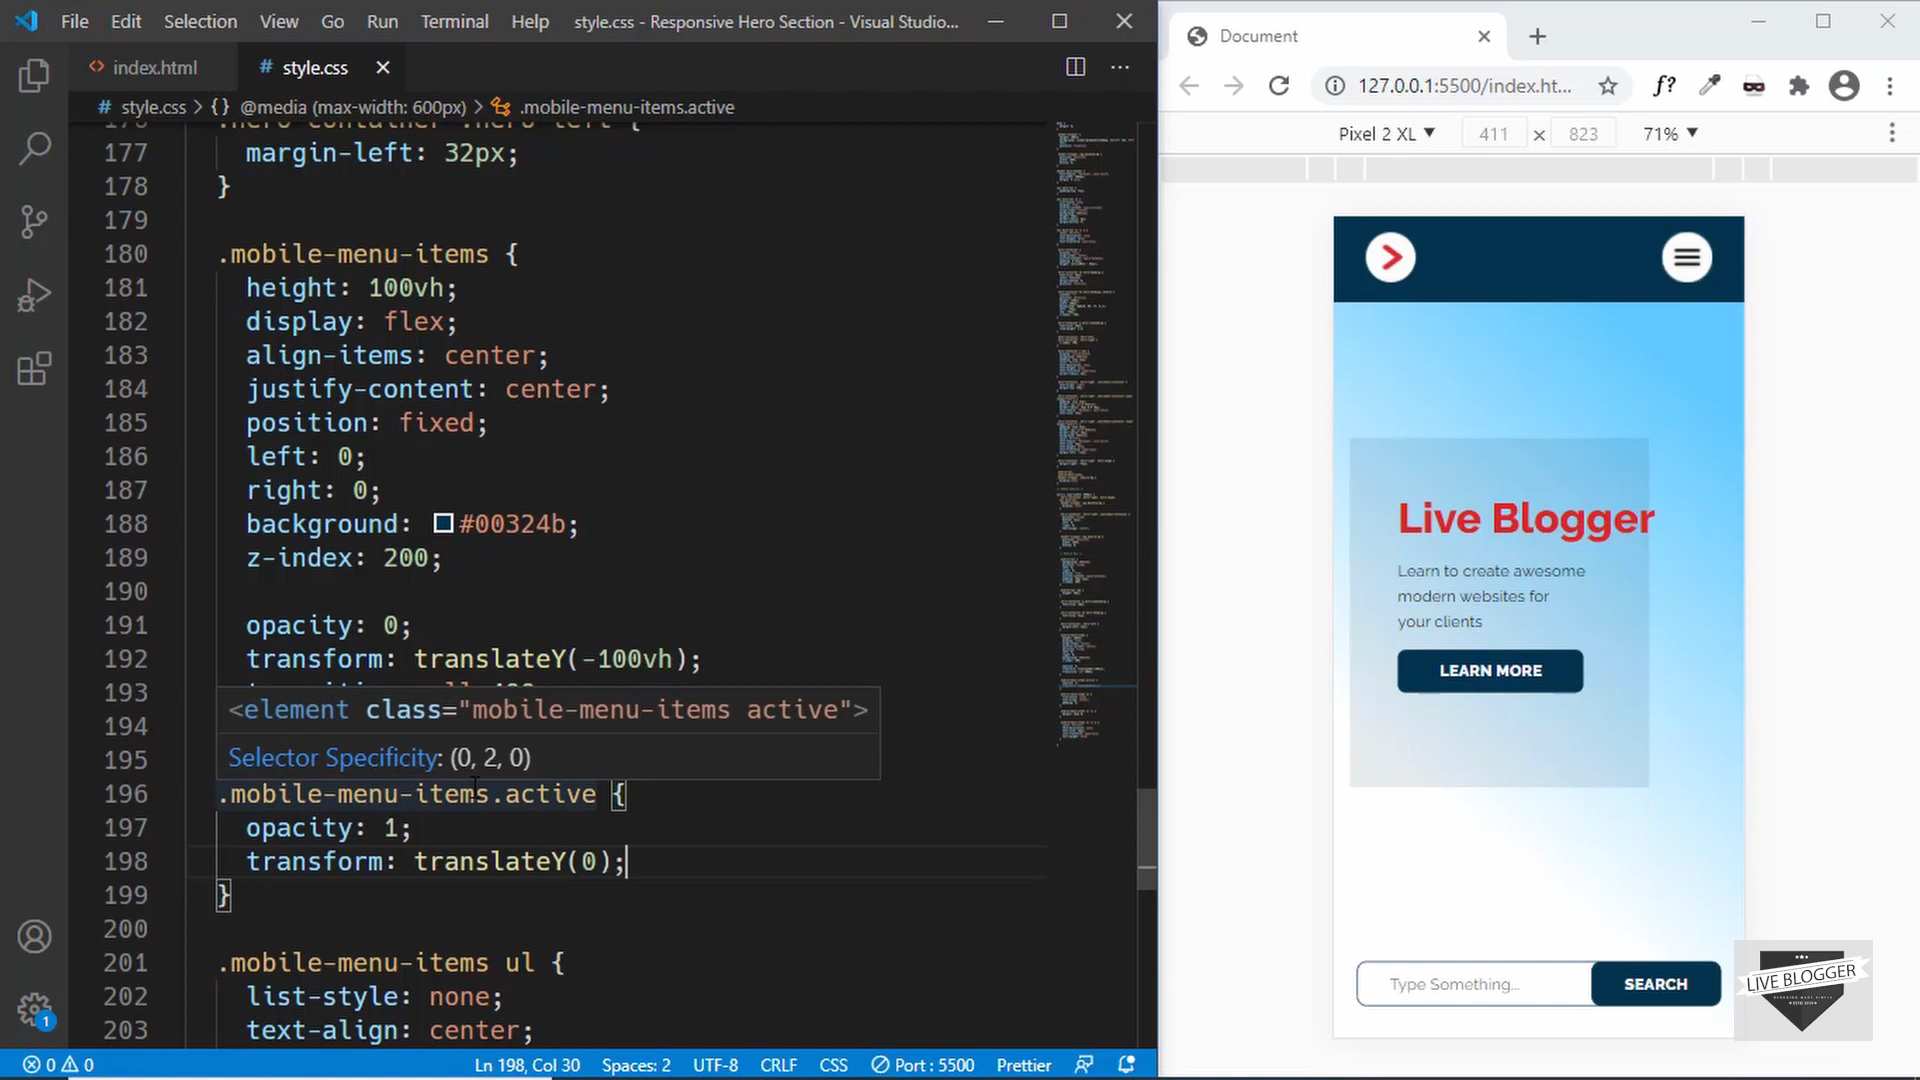 File Edit Selection View Go Run Terminal Help style.css - Responsive Hero Section - Visual Studio...
index.html style.css
style.css > {} @media (max-width: 600px) > .mobile-menu-items.active
177 margin-left: 32px;
178 }
179
180 .mobile-menu-items {
181 height: 100vh;
182 display: flex;
183 align-items: center;
184 justify-content: center;
185 position: fixed;
186 left: 0;
187 right: 0;
188 background: #00324b;
189 z-index: 200;
190
191 opacity: 0;
192 transform: translateY(-100vh);
193
194
195
<element class="mobile-menu-items active">
Selector Specificity: (0, 2, 0)
196 .mobile-menu-items.active {
197 opacity: 1;
198 transform: translateY(0);
199 }
200
201 .mobile-menu-items ul {
202 list-style: none;
203 text-align: center;
0 0 Ln 198, Col 30 Spaces: 2 UTF-8 CRLF CSS Port : 5500 Prettier
1
Document
127.0.0.1:5500/index.ht...
f?
Pixel 2 XL ▼ 411 × 823 71% ▼
Live Blogger
Learn to create awesome
modern websites for
your clients
LEARN MORE
Type Something... SEARCH
LIVE BLOGGER